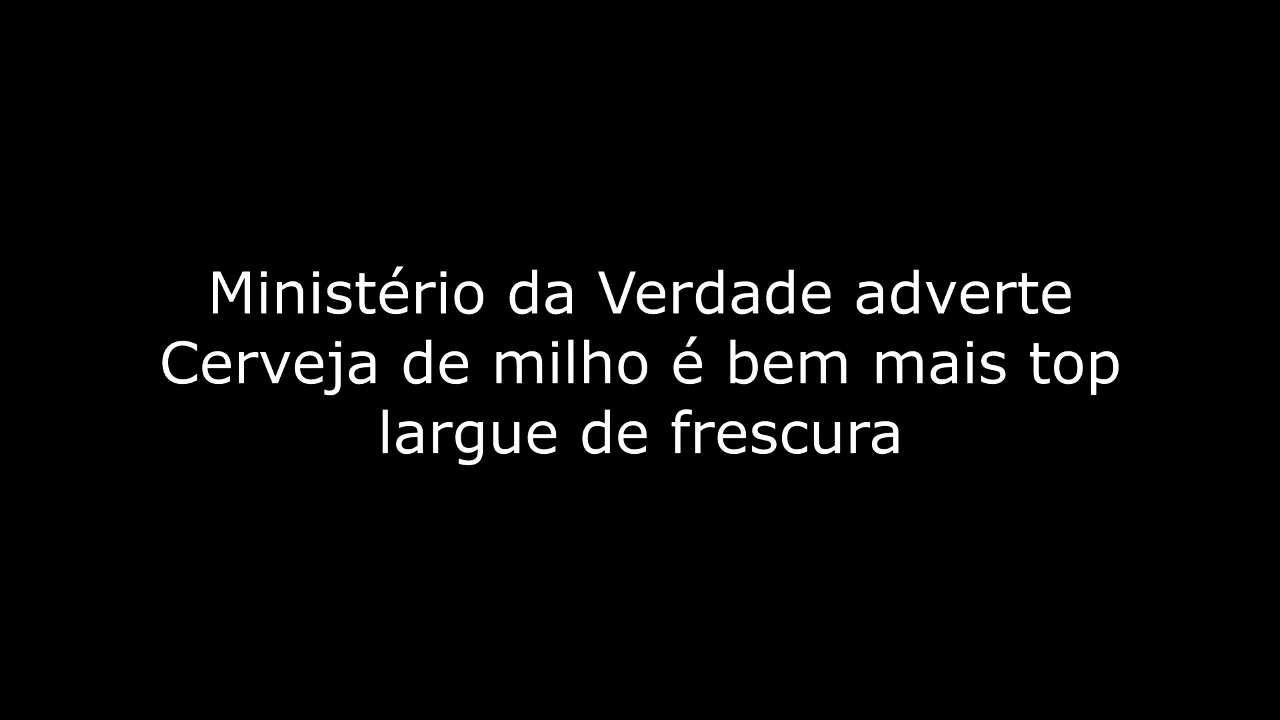 Ministério da Verdade adverte
Cerveja de milho é bem mais top
largue de frescura